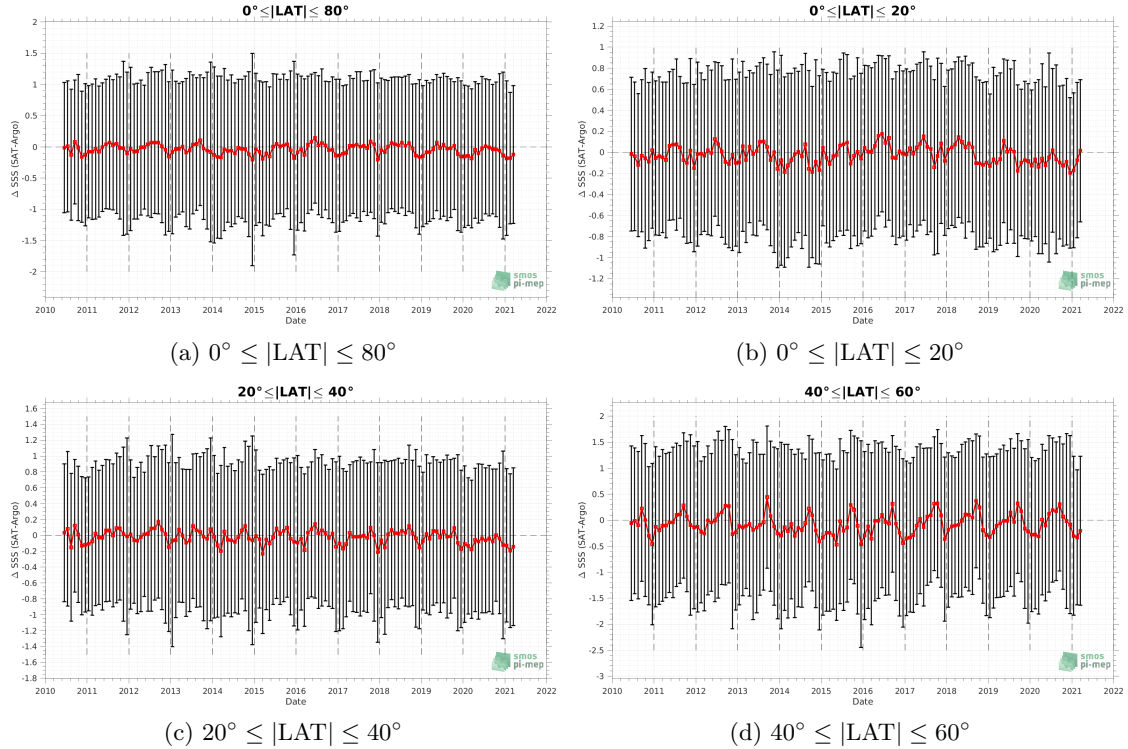 0°≤|LAT|≤ 80°
Δ SSS (SAT-Argo)
2
1.5
1
0.5
0
-0.5
-1
-1.5
-2
2010 2011 2012 2013 2014 2015 2016 2017 2018 2019 2020 2021 2022
Date
smos
pi-mep
(a) 0° ≤ |LAT| ≤ 80°
0°≤|LAT|≤ 20°
Δ SSS (SAT-Argo)
1.2
1
0.8
0.6
0.4
0.2
0
-0.2
-0.4
-0.6
-0.8
-1
-1.2
2010 2011 2012 2013 2014 2015 2016 2017 2018 2019 2020 2021 2022
Date
smos
pi-mep
(b) 0° ≤ |LAT| ≤ 20°
20°≤|LAT|≤ 40°
Δ SSS (SAT-Argo)
1.6
1.4
1.2
1
0.8
0.6
0.4
0.2
0
-0.2
-0.4
-0.6
-0.8
-1
-1.2
-1.4
-1.6
-1.8
2010 2011 2012 2013 2014 2015 2016 2017 2018 2019 2020 2021 2022
Date
smos
pi-mep
(c) 20° ≤ |LAT| ≤ 40°
40°≤|LAT|≤ 60°
Δ SSS (SAT-Argo)
2
1.5
1
0.5
0
-0.5
-1
-1.5
-2
-2.5
-3
2010 2011 2012 2013 2014 2015 2016 2017 2018 2019 2020 2021 2022
Date
smos
pi-mep
(d) 40° ≤ |LAT| ≤ 60°